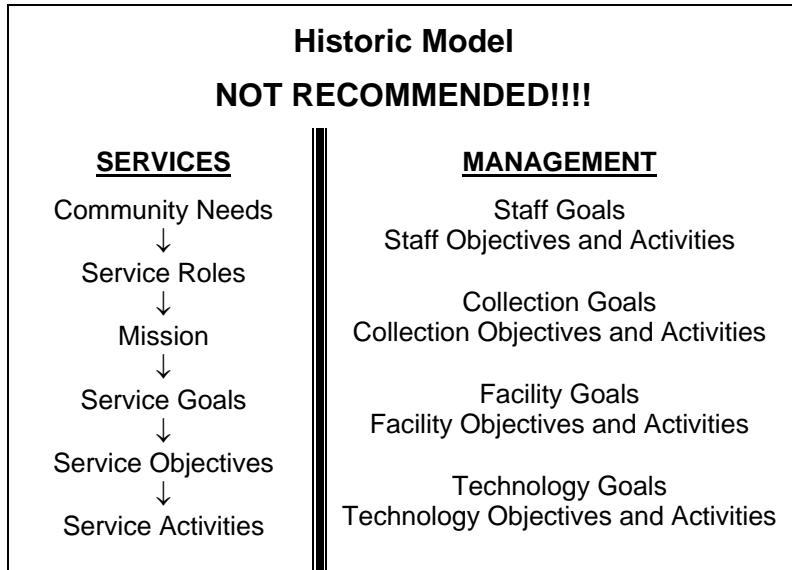 Historic Model
NOT RECOMMENDED!!!!
SERVICES
Community Needs
↓
Service Roles
↓
Mission
↓
Service Goals
↓
Service Objectives
↓
Service Activities
MANAGEMENT
Staff Goals
Staff Objectives and Activities
Collection Goals
Collection Objectives and Activities
Facility Goals
Facility Objectives and Activities
Technology Goals
Technology Objectives and Activities